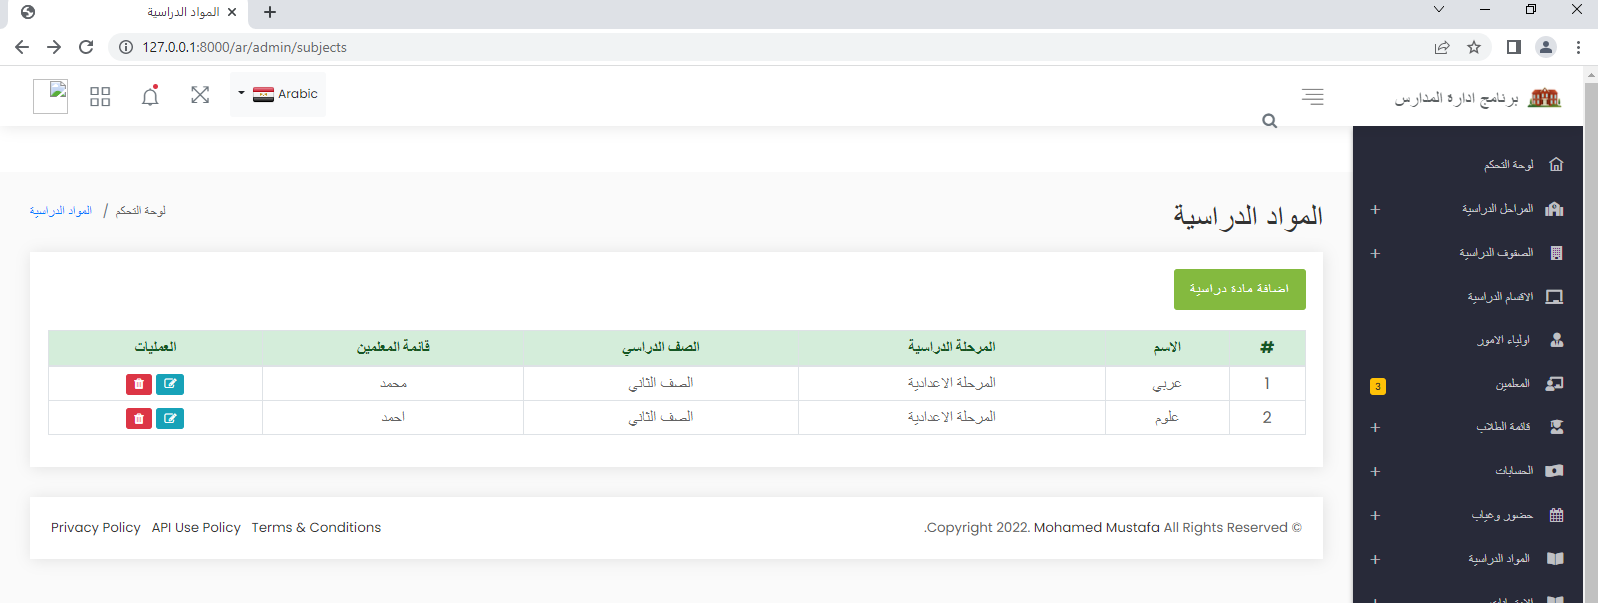 المواد الدراسية
127.0.0.1:8000/ar/admin/subjects
برنامج ادارة المدارس
Arabic
لوحة التحكم
المراحل الدراسية
الصفوف الدراسية
الاقسام الدراسية
اولياء الامور
المعلمين 3
قائمة الطلاب
الحسابات
حضور وغياب
المواد الدراسية
المواد الدراسية
لوحة التحكم / المواد الدراسية
اضافة مادة دراسية
# الاسم المرحلة الدراسية الصف الدراسي قائمة المعلمين العمليات
1 عربي المرحلة الاعدادية الصف الثاني محمد
2 علوم المرحلة الاعدادية الصف الثاني احمد
.Copyright 2022. Mohamed Mustafa All Rights Reserved ©
Privacy Policy API Use Policy Terms & Conditions